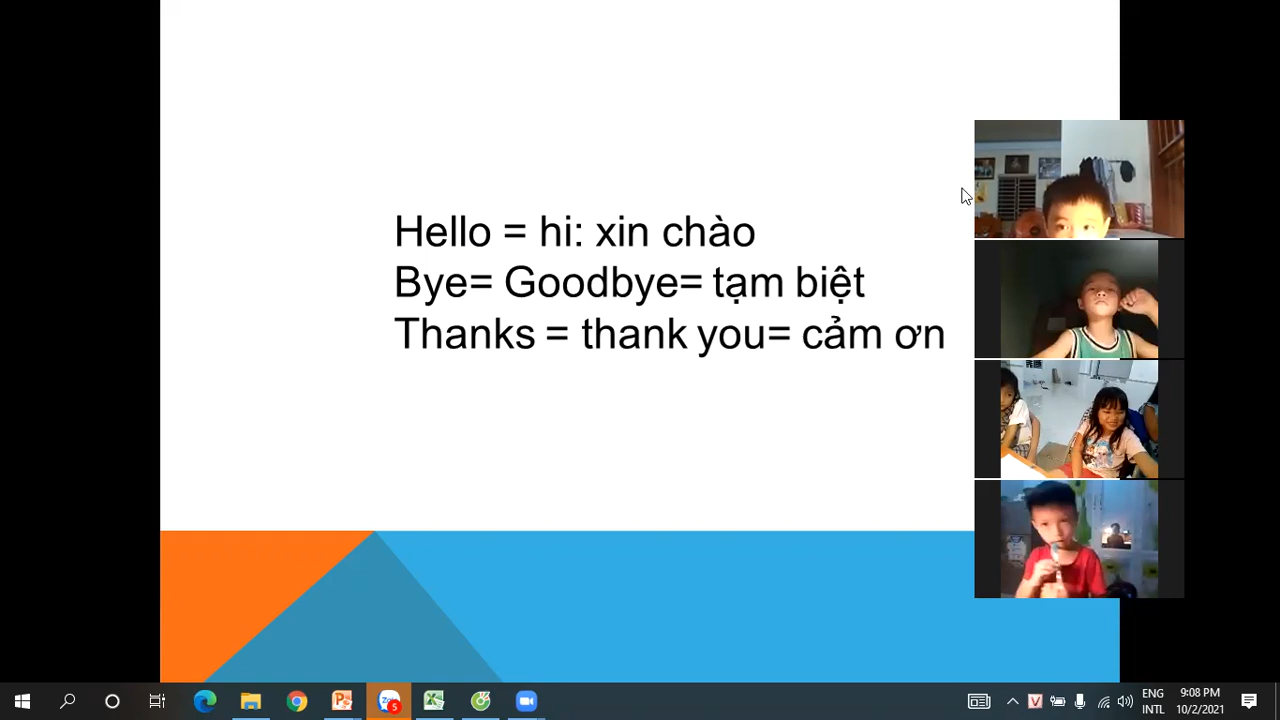 Hello = hi: xin chào
Bye= Goodbye= tạm biệt
Thanks = thank you= cảm ơn
5
ENG
INTL
9:08 PM
10/2/2021